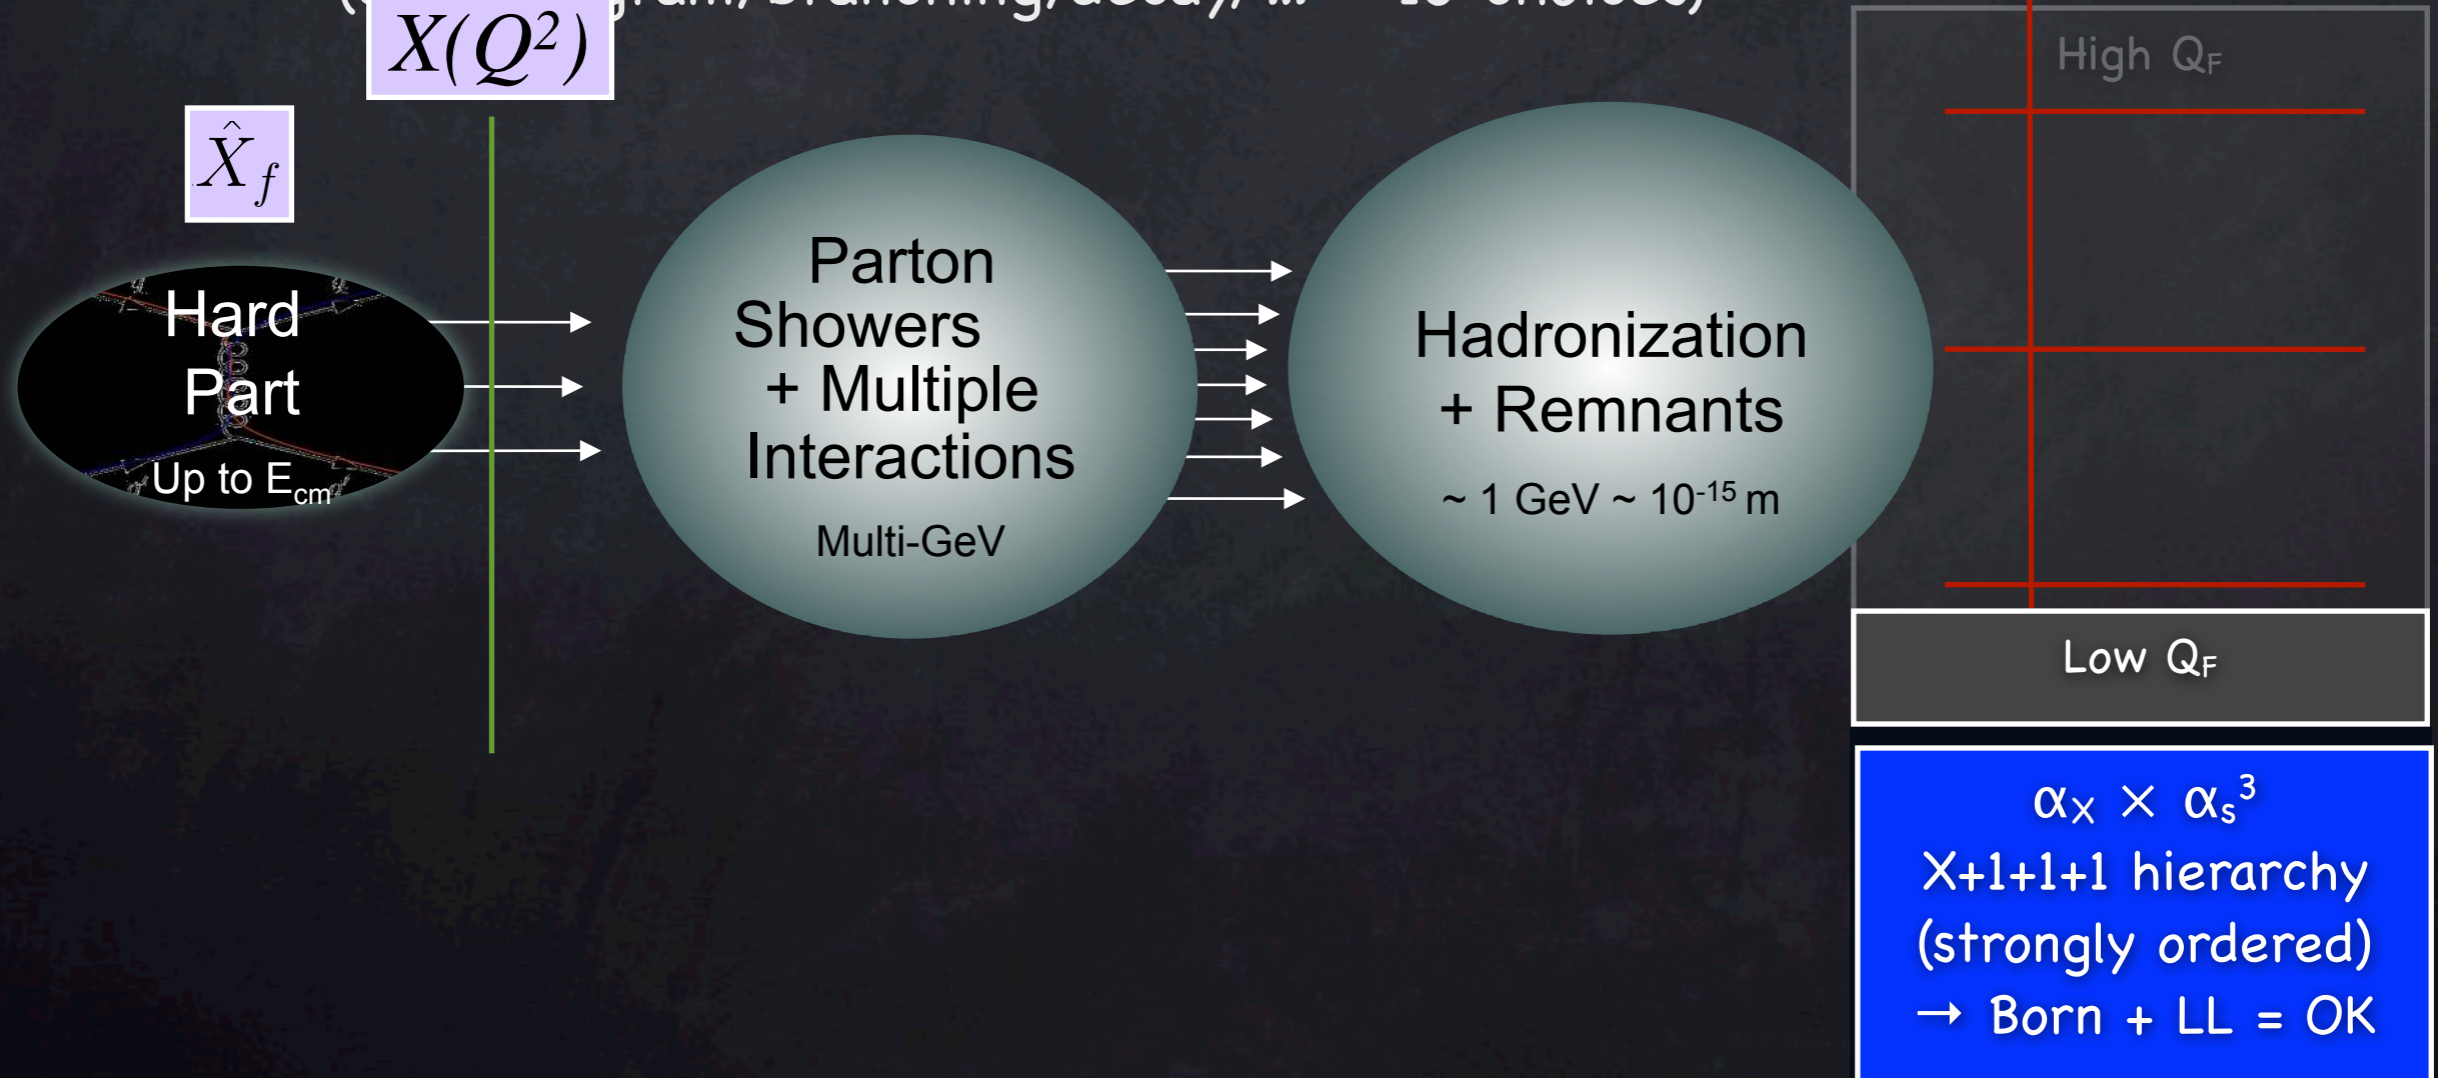 choices)
X(Q²)
X̂f
Hard
Part
Up to Ecm
Parton
Showers
+ Multiple
Interactions
Multi-GeV
Hadronization
+ Remnants
~ 1 GeV ~ 10⁻¹⁵ m
High QF
Low QF
αX × αs³
X+1+1+1 hierarchy
(strongly ordered)
→ Born + LL = OK